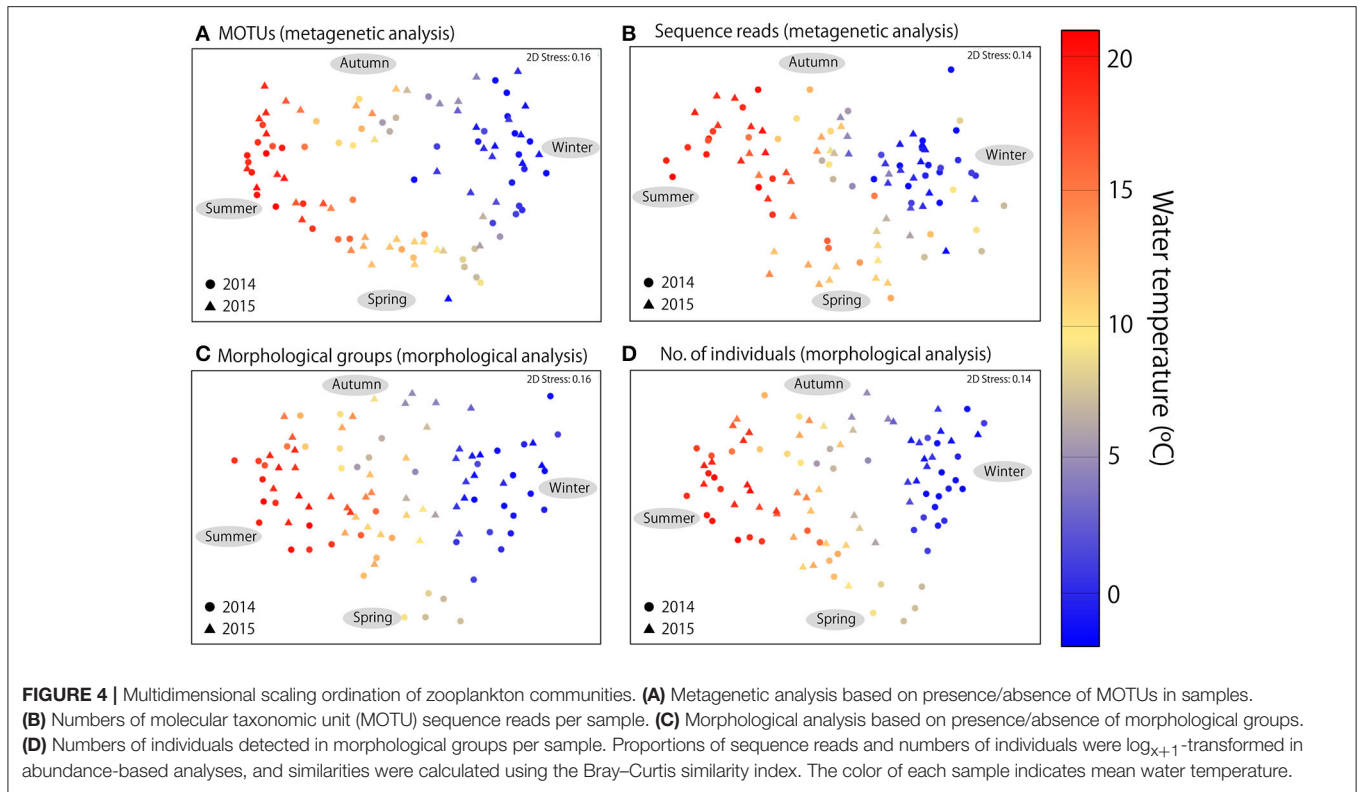 A MOTUs (metagenetic analysis)
2D Stress: 0.16
Autumn
Winter
Summer
Spring
2014
2015
B Sequence reads (metagenetic analysis)
2D Stress: 0.14
Autumn
Winter
Summer
Spring
2014
2015
C Morphological groups (morphological analysis)
2D Stress: 0.16
Autumn
Winter
Summer
Spring
2014
2015
D No. of individuals (morphological analysis)
2D Stress: 0.14
Autumn
Winter
Summer
Spring
2014
2015
20
15
10
5
0
Water temperature (ºC)
FIGURE 4 | Multidimensional scaling ordination of zooplankton communities. (A) Metagenetic analysis based on presence/absence of MOTUs in samples.
(B) Numbers of molecular taxonomic unit (MOTU) sequence reads per sample. (C) Morphological analysis based on presence/absence of morphological groups.
(D) Numbers of individuals detected in morphological groups per sample. Proportions of sequence reads and numbers of individuals were logx+1-transformed in
abundance-based analyses, and similarities were calculated using the Bray–Curtis similarity index. The color of each sample indicates mean water temperature.